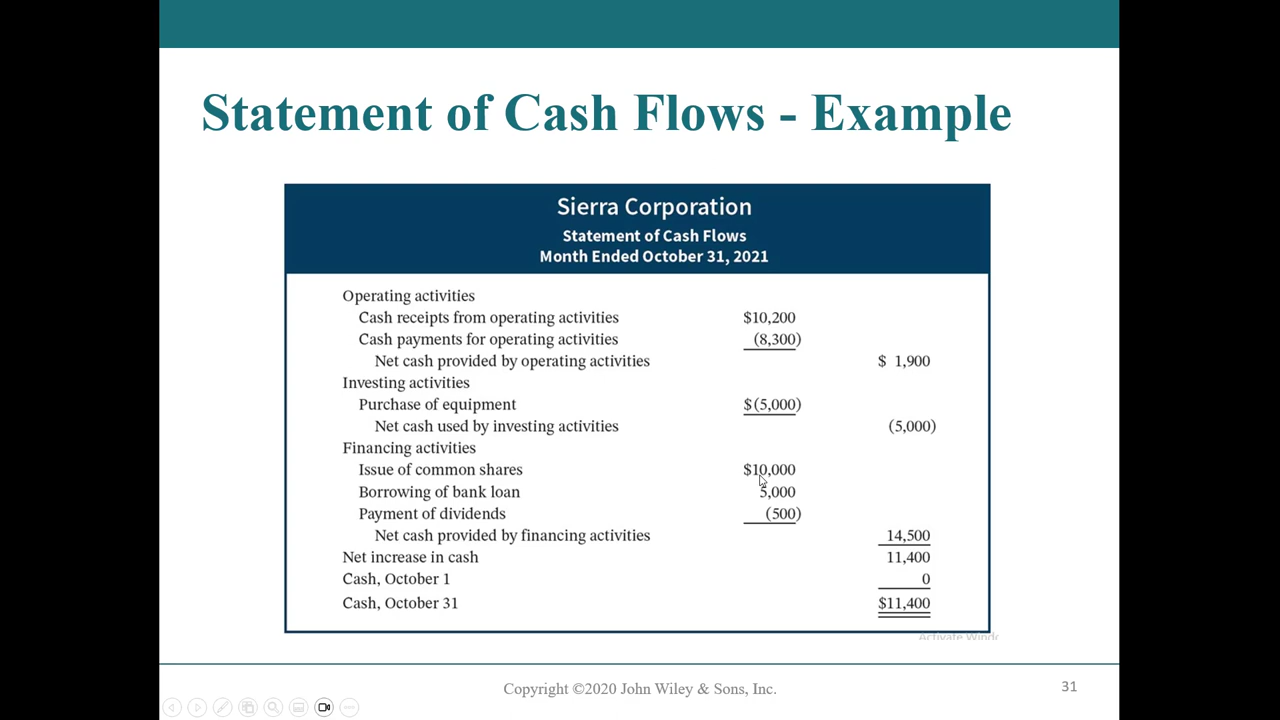 Statement of Cash Flows - Example
Sierra Corporation
Statement of Cash Flows
Month Ended October 31, 2021
Operating activities
Cash receipts from operating activities $10,200
Cash payments for operating activities (8,300)
Net cash provided by operating activities $ 1,900
Investing activities
Purchase of equipment $(5,000)
Net cash used by investing activities (5,000)
Financing activities
Issue of common shares $10,000
Borrowing of bank loan 5,000
Payment of dividends (500)
Net cash provided by financing activities 14,500
Net increase in cash 11,400
Cash, October 1 0
Cash, October 31 $11,400
Activate
Copyright ©2020 John Wiley & Sons, Inc. 31